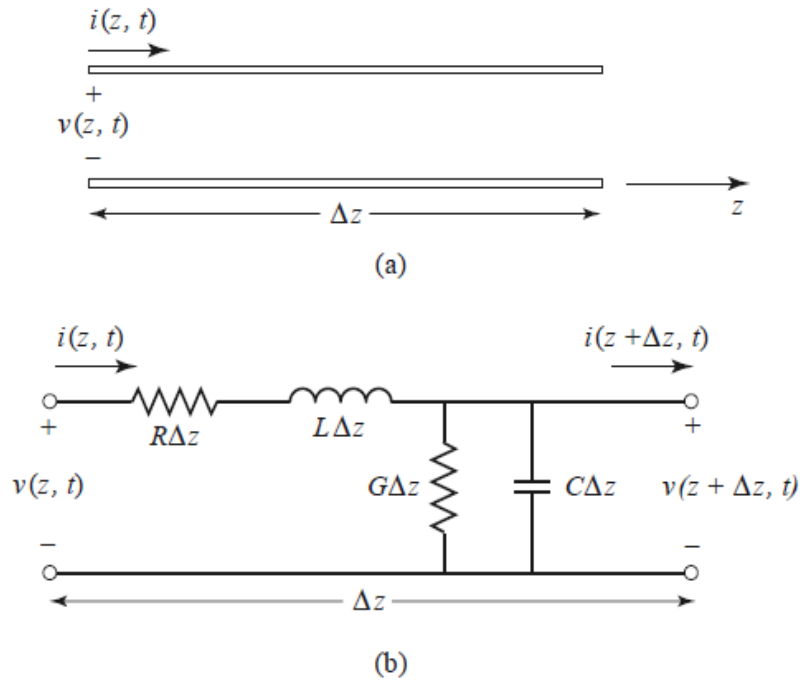 i(z, t)
+
v(z, t)
−
Δz
z
(a)
i(z, t)
i(z +Δz, t)
RΔz
LΔz
+
+
v(z, t)
GΔz
CΔz
v(z + Δz, t)
−
−
Δz
(b)